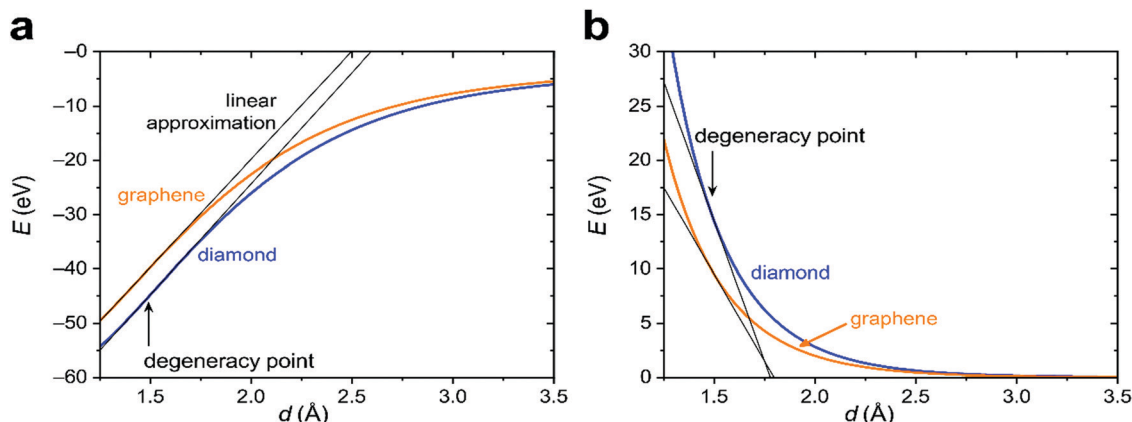 a
–0
–10
–20
–30
–40
–50
–60
E (eV)
linear
approximation
graphene
diamond
degeneracy point
1.5
2.0
2.5
3.0
3.5
d (Å)
b
30
25
20
15
10
5
0
E (eV)
degeneracy point
diamond
graphene
1.5
2.0
2.5
3.0
3.5
d (Å)